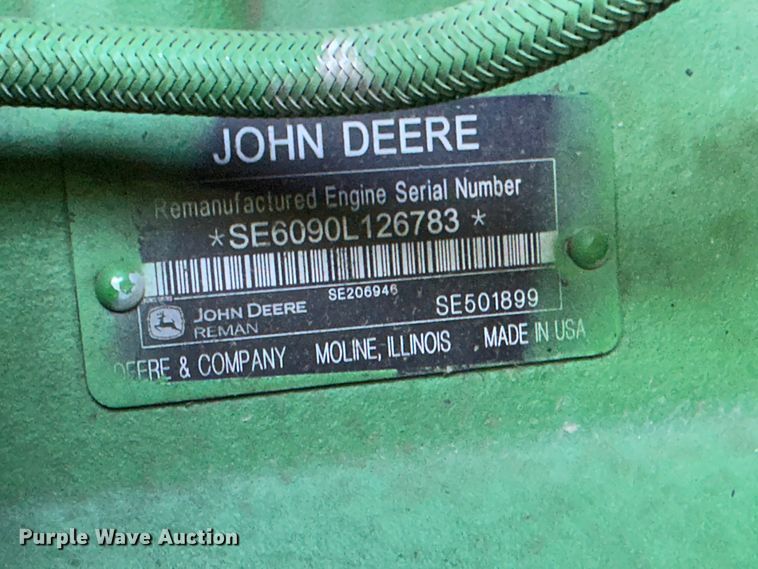 JOHN DEERE
Remanufactured Engine Serial Number
*SE6090L126783*
SE206946
JOHN DEERE
REMAN
SE501899
DEERE & COMPANY MOLINE, ILLINOIS MADE IN USA
Purple Wave Auction